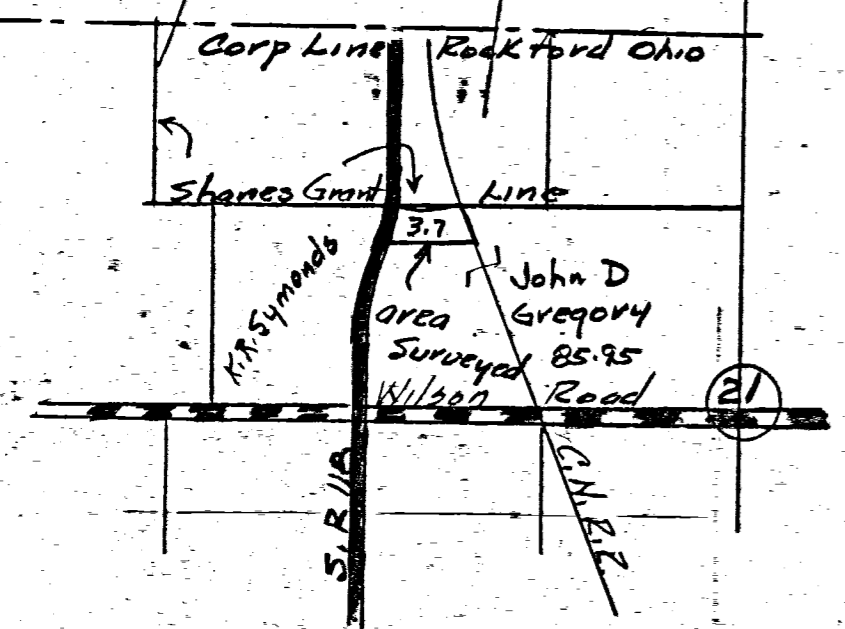 Corp Line Rockford Ohio
Shanes Grant Line
3.7
K.R. Symonds
area
Surveyed
John D
Gregory
85.95
Wilson Road
21
S.R 118
C.N.R.R.